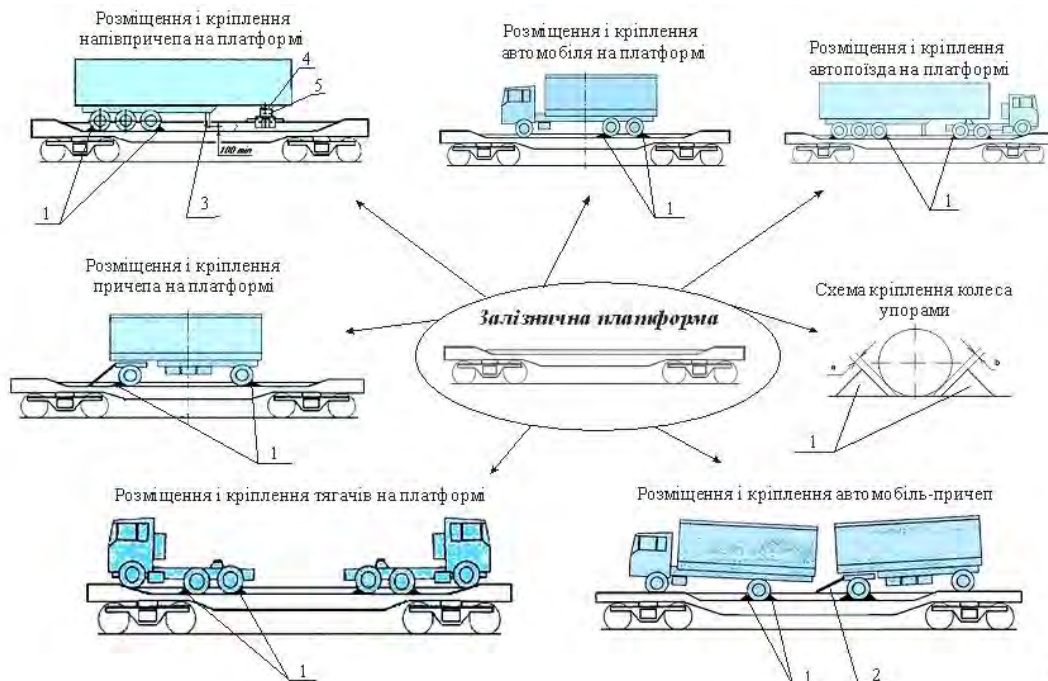 Розміщення і кріплення
напівпричепа на платформі
4
5
100 min
1
3
Розміщення і кріплення
автомобіля на платформі
1
Розміщення і кріплення
автопоїзда на платформі
1
Розміщення і кріплення
причепа на платформі
1
Залізнична платформа
Схема кріплення колеса
упорами
a
a
1
Розміщення і кріплення тягачів на платформі
1
Розміщення і кріплення автомобіль-причеп
1
2